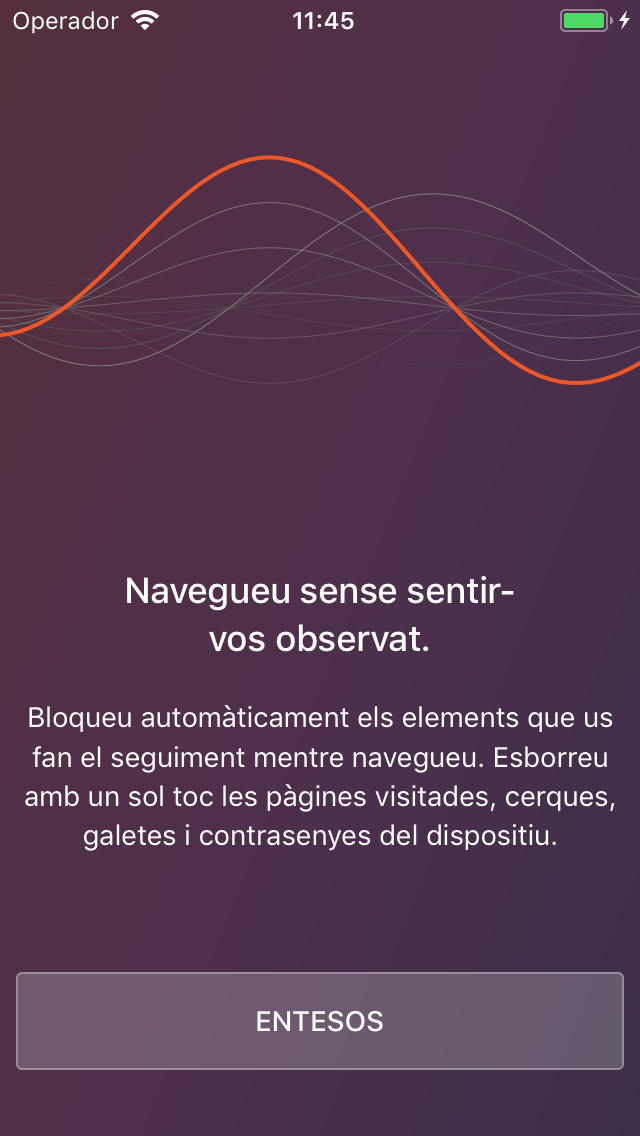 Operador 11:45
Navegueu sense sentir-
vos observat.
Bloqueu automàticament els elements que us
fan el seguiment mentre navegueu. Esborreu
amb un sol toc les pàgines visitades, cerques,
galetes i contrasenyes del dispositiu.
ENTESOS